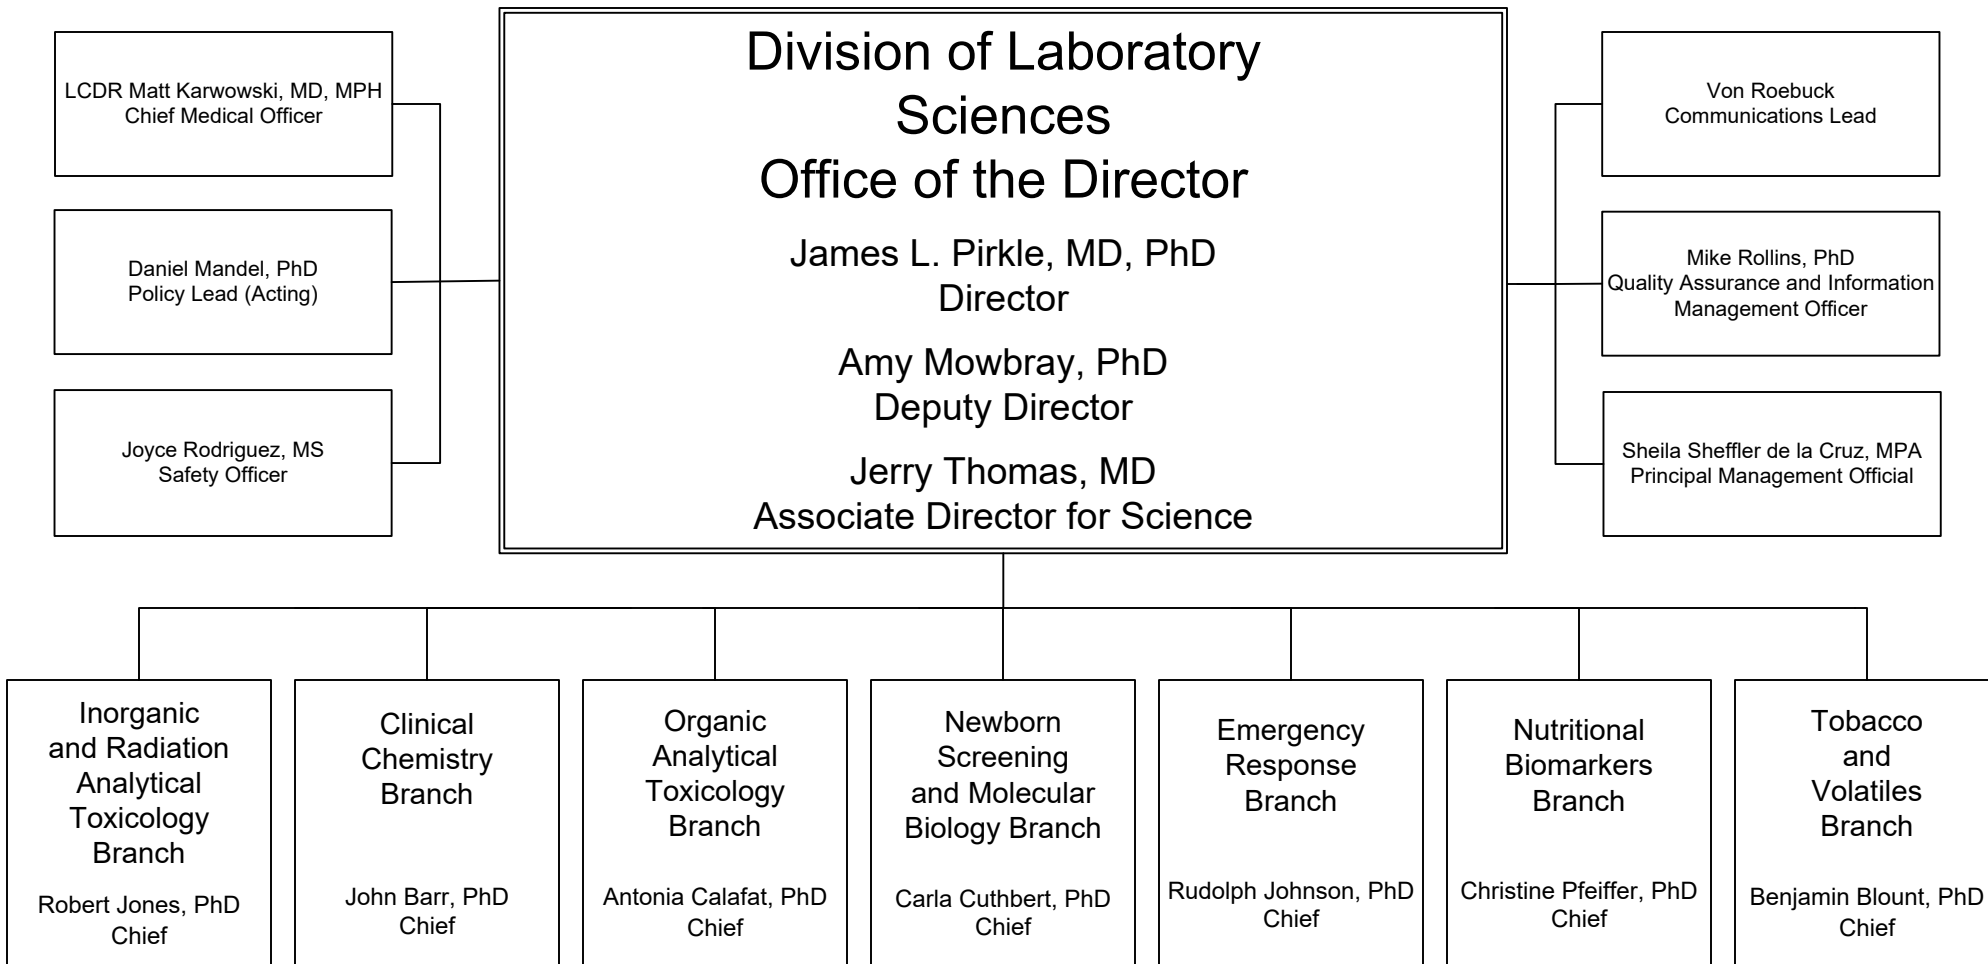 Division of Laboratory
Sciences
Office of the Director
James L. Pirkle, MD, PhD
Director
Amy Mowbray, PhD
Deputy Director
Jerry Thomas, MD
Associate Director for Science
LCDR Matt Karwowski, MD, MPH
Chief Medical Officer
Daniel Mandel, PhD
Policy Lead (Acting)
Joyce Rodriguez, MS
Safety Officer
Von Roebuck
Communications Lead
Mike Rollins, PhD
Quality Assurance and Information
Management Officer
Sheila Sheffler de la Cruz, MPA
Principal Management Official
Inorganic
and Radiation
Analytical
Toxicology
Branch
Robert Jones, PhD
Chief
Clinical
Chemistry
Branch
John Barr, PhD
Chief
Organic
Analytical
Toxicology
Branch
Antonia Calafat, PhD
Chief
Newborn
Screening
and Molecular
Biology Branch
Carla Cuthbert, PhD
Chief
Emergency
Response
Branch
Rudolph Johnson, PhD
Chief
Nutritional
Biomarkers
Branch
Christine Pfeiffer, PhD
Chief
Tobacco
and
Volatiles
Branch
Benjamin Blount, PhD
Chief